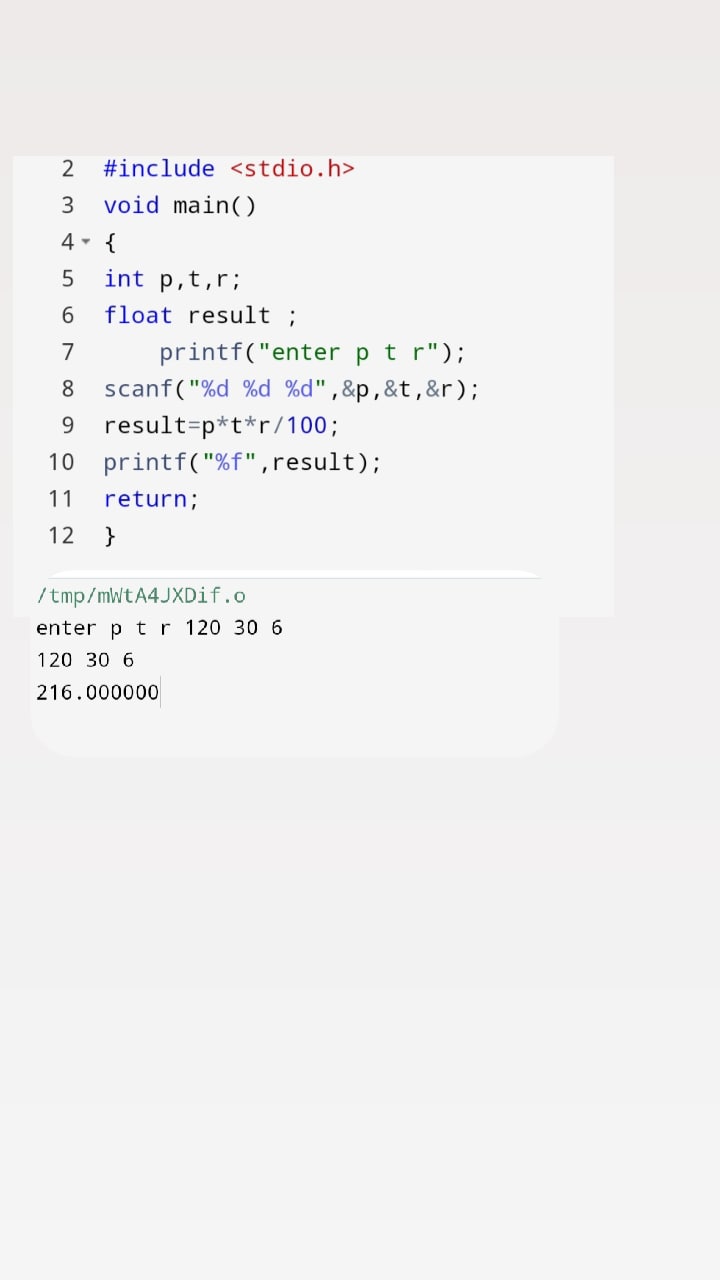 2 #include <stdio.h>
3 void main()
4 {
5 int p,t,r;
6 float result ;
7     printf("enter p t r");
8 scanf("%d %d %d",&p,&t,&r);
9 result=p*t*r/100;
10 printf("%f",result);
11 return;
12 }
/tmp/mWtA4JXDif.o
enter p t r 120 30 6
120 30 6
216.000000